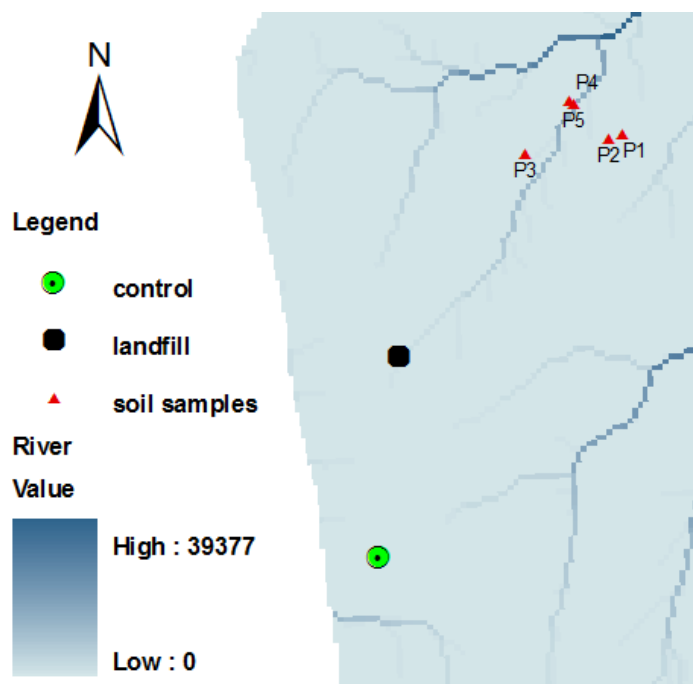 N
P4
P5
P2 P1
P3
Legend
control
landfill
soil samples
River
Value
High : 39377
Low : 0